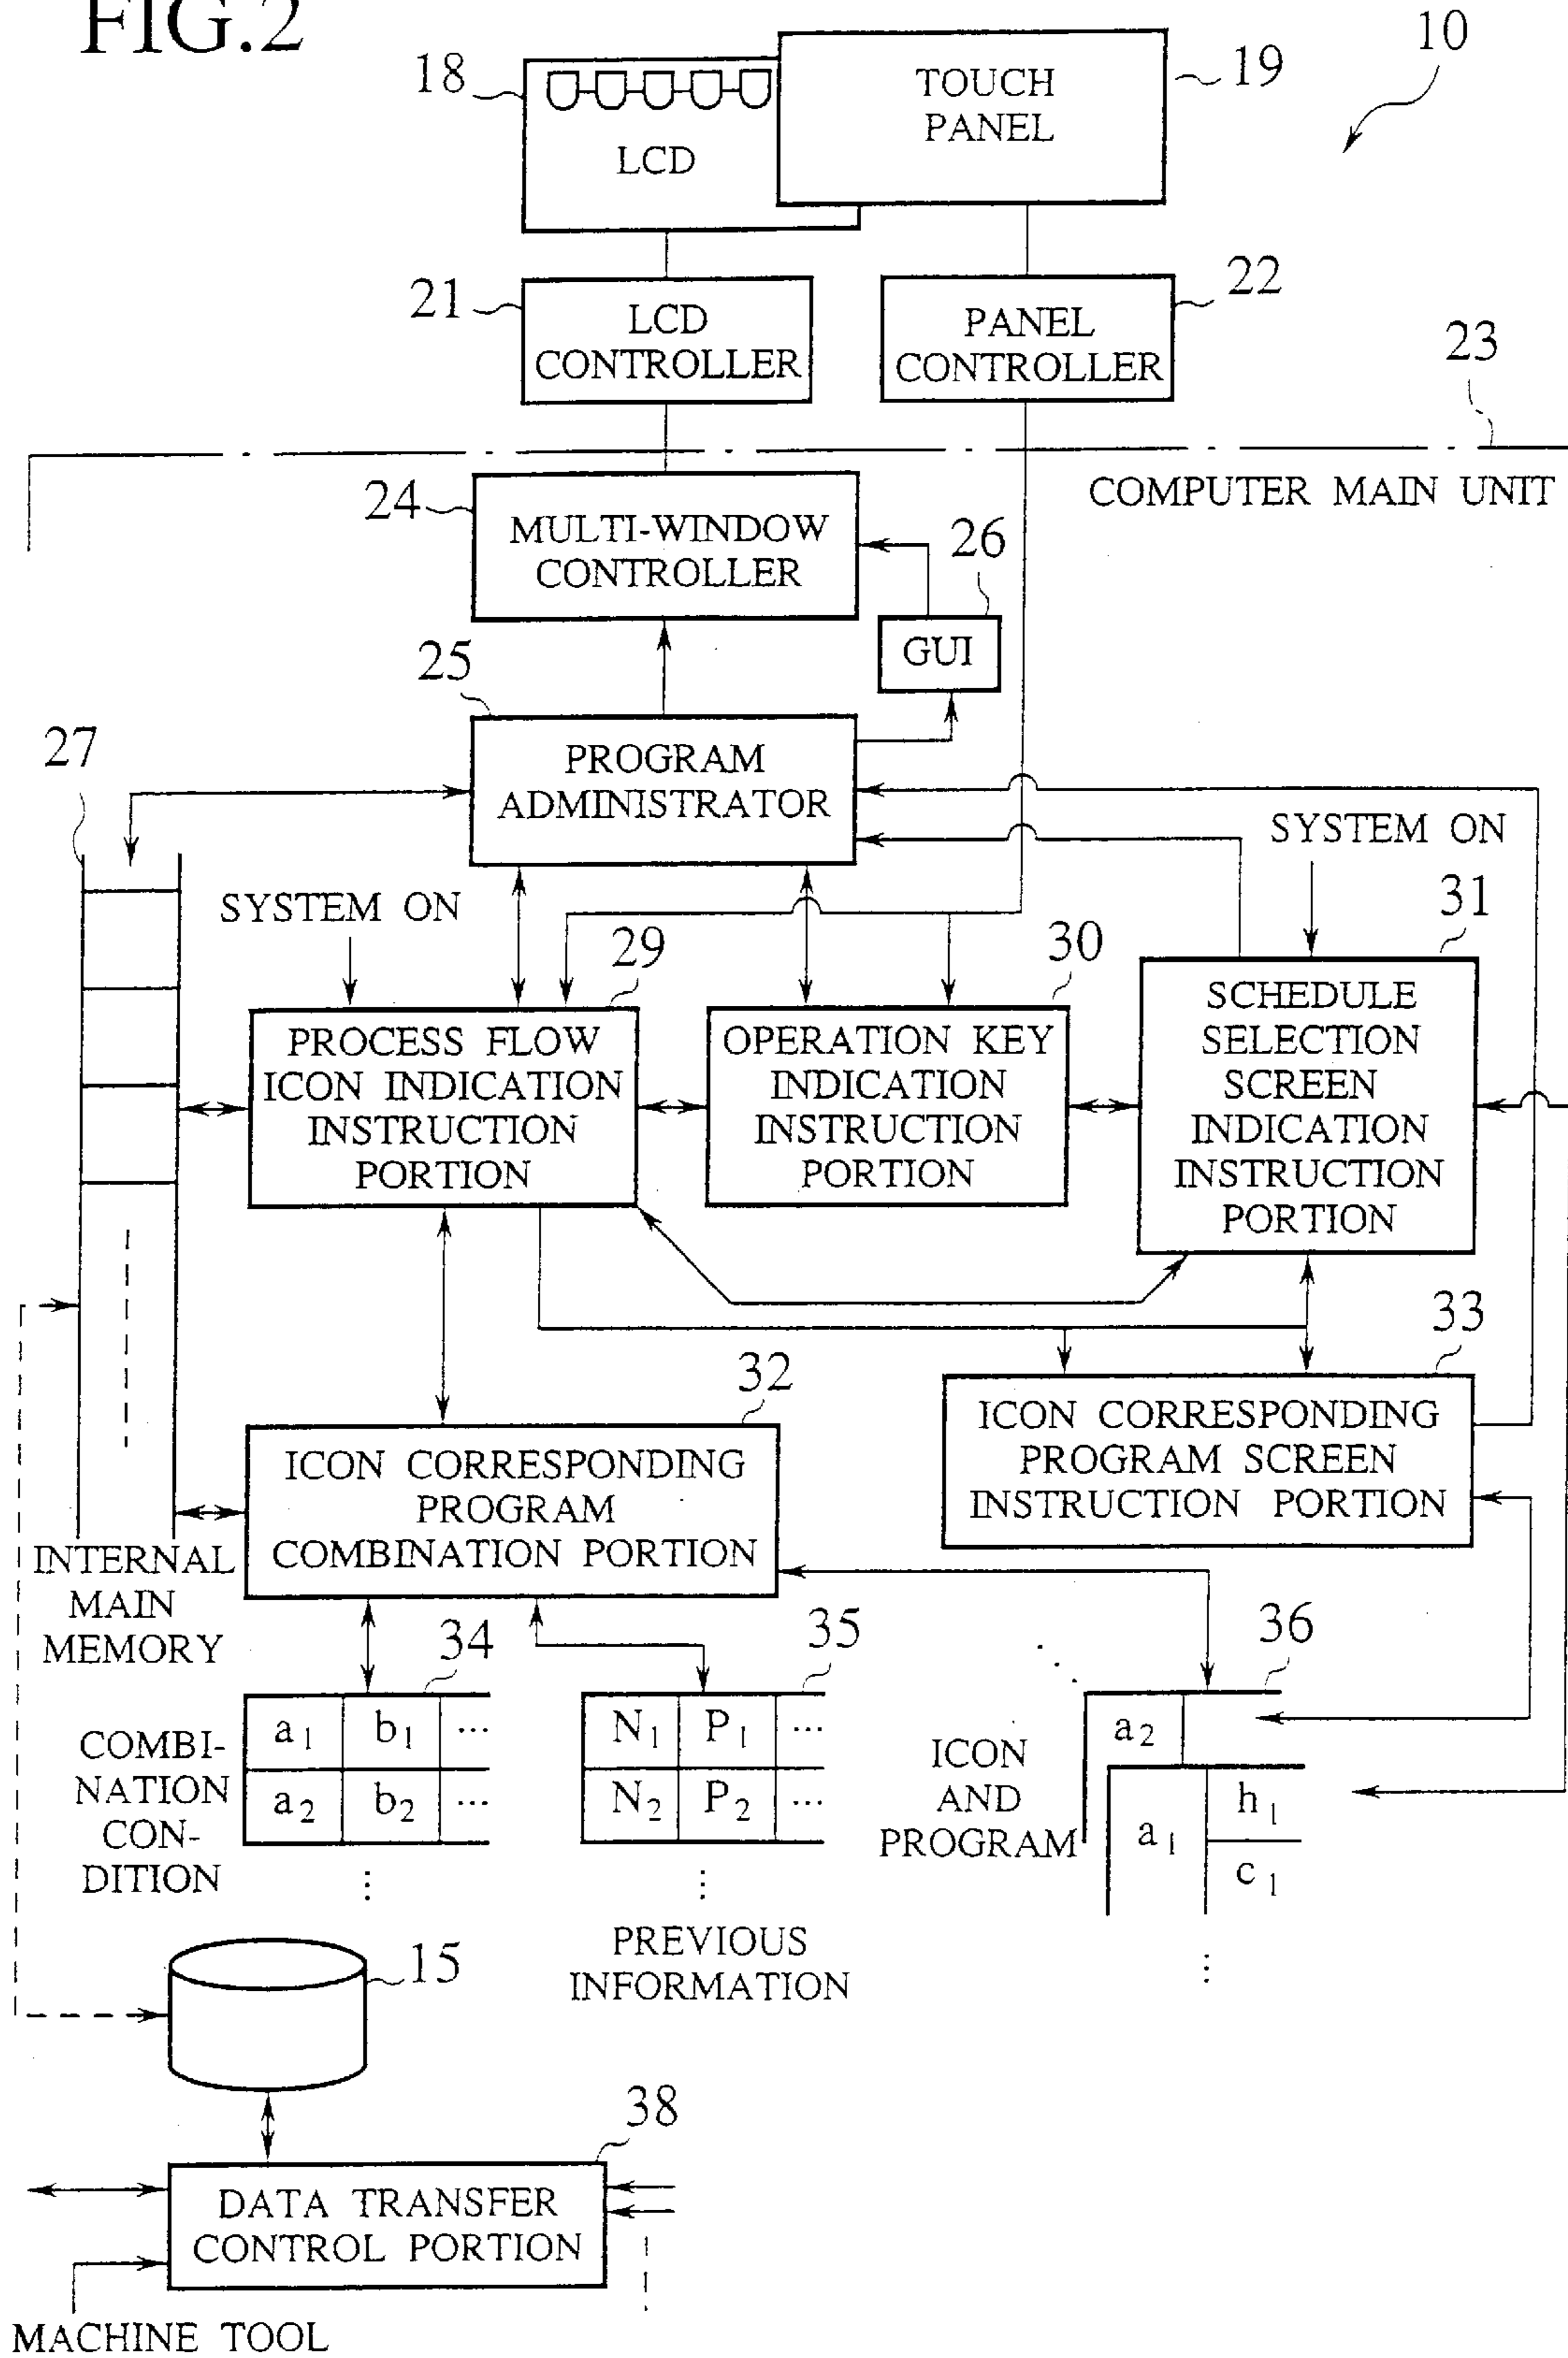 FIG.2
10
18
LCD
TOUCH
PANEL
19
21
LCD
CONTROLLER
PANEL
CONTROLLER
22
23
COMPUTER MAIN UNIT
24
MULTI-WINDOW
CONTROLLER
26
GUI
25
PROGRAM
ADMINISTRATOR
27
SYSTEM ON
SYSTEM ON
29
PROCESS FLOW
ICON INDICATION
INSTRUCTION
PORTION
30
OPERATION KEY
INDICATION
INSTRUCTION
PORTION
31
SCHEDULE
SELECTION
SCREEN
INDICATION
INSTRUCTION
PORTION
32
ICON CORRESPONDING
PROGRAM
COMBINATION PORTION
33
ICON CORRESPONDING
PROGRAM SCREEN
INSTRUCTION PORTION
INTERNAL
MAIN
MEMORY
34
COMBI-
NATION
CON-
DITION
a1 b1 ...
a2 b2 ...
⋮
35
N1 P1 ...
N2 P2 ...
⋮
PREVIOUS
INFORMATION
36
ICON
AND
PROGRAM
a2
a1 h1
c1
⋮
15
38
DATA TRANSFER
CONTROL PORTION
MACHINE TOOL